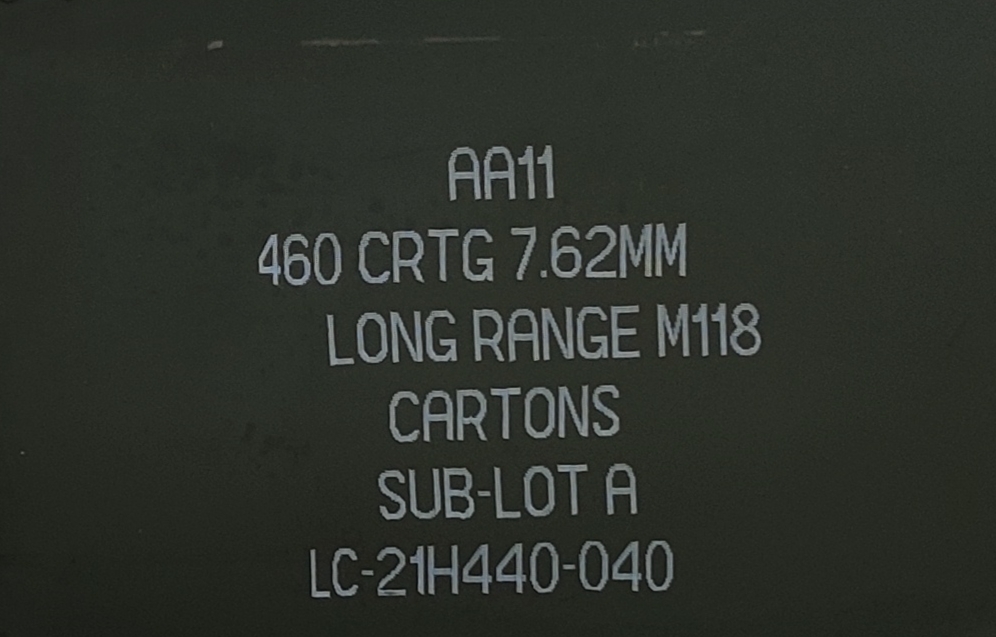 AA11
460 CRTG 7.62MM
LONG RANGE M118
CARTONS
SUB-LOT A
LC-21H440-040